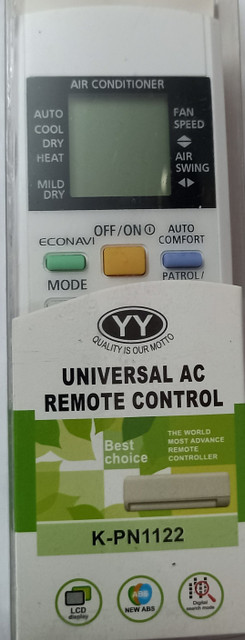 AIR CONDITIONER
AUTO
COOL
DRY
HEAT
MILD
DRY
FAN
SPEED
AIR
SWING
OFF/ON
ECONAVI
AUTO
COMFORT
MODE
PATROL/
YY
QUALITY IS OUR MOTTO
UNIVERSAL AC
REMOTE CONTROL
Best
choice
THE WORLD
MOST ADVANCE
REMOTE
CONTROLLER
K-PN1122
LCD
display
ABS
NEW ABS
Digital
search mode